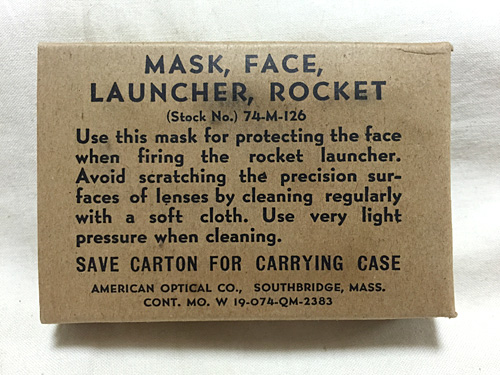 MASK, FACE,
LAUNCHER, ROCKET
(Stock No.) 74-M-126
Use this mask for protecting the face
when firing the rocket launcher.
Avoid scratching the precision sur-
faces of lenses by cleaning regularly
with a soft cloth. Use very light
pressure when cleaning.
SAVE CARTON FOR CARRYING CASE
AMERICAN OPTICAL CO., SOUTHBRIDGE, MASS.
CONT. MO. W 19-074-QM-2383